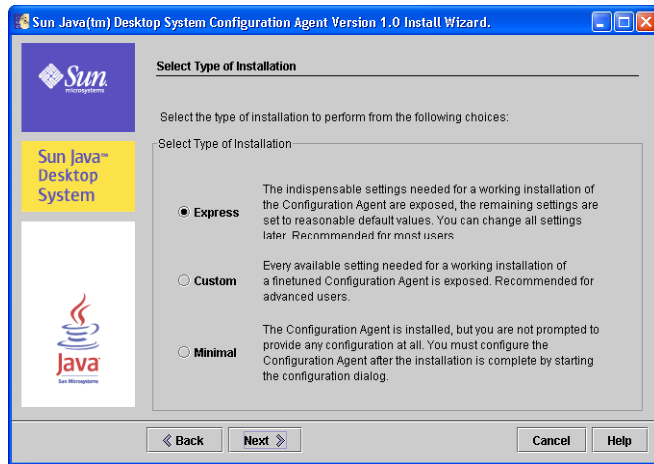 Sun Java(tm) Desktop System Configuration Agent Version 1.0 Install Wizard.
Sun
microsystems
Sun Java™
Desktop
System
Java
Sun Microsystems
Select Type of Installation
Select the type of installation to perform from the following choices:
Select Type of Installation
Express
The indispensable settings needed for a working installation of
the Configuration Agent are exposed, the remaining settings are
set to reasonable default values. You can change all settings
later. Recommended for most users
Custom
Every available setting needed for a working installation of
a finetuned Configuration Agent is exposed. Recommended for
advanced users.
Minimal
The Configuration Agent is installed, but you are not prompted to
provide any configuration at all. You must configure the
Configuration Agent after the installation is complete by starting
the configuration dialog.
Back
Next
Cancel
Help